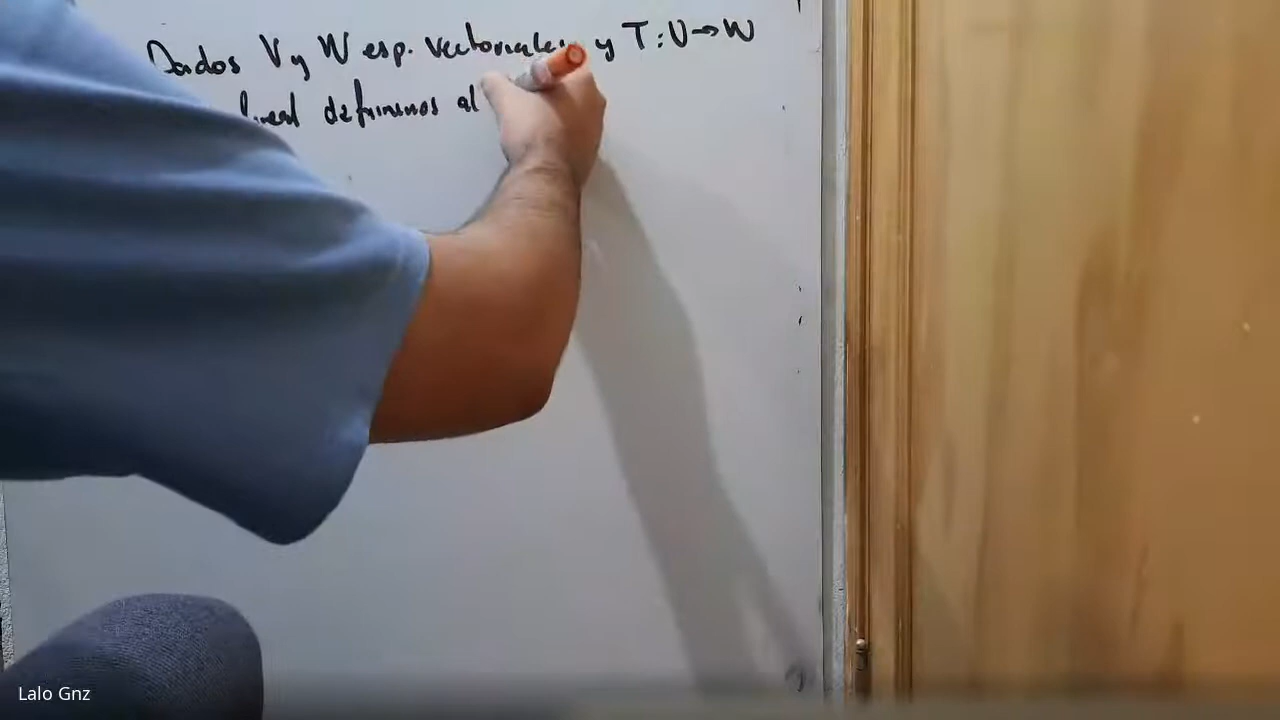 Dados V y W esp. vectoriales y T: V→W
lineal definimos al
Lalo Gnz